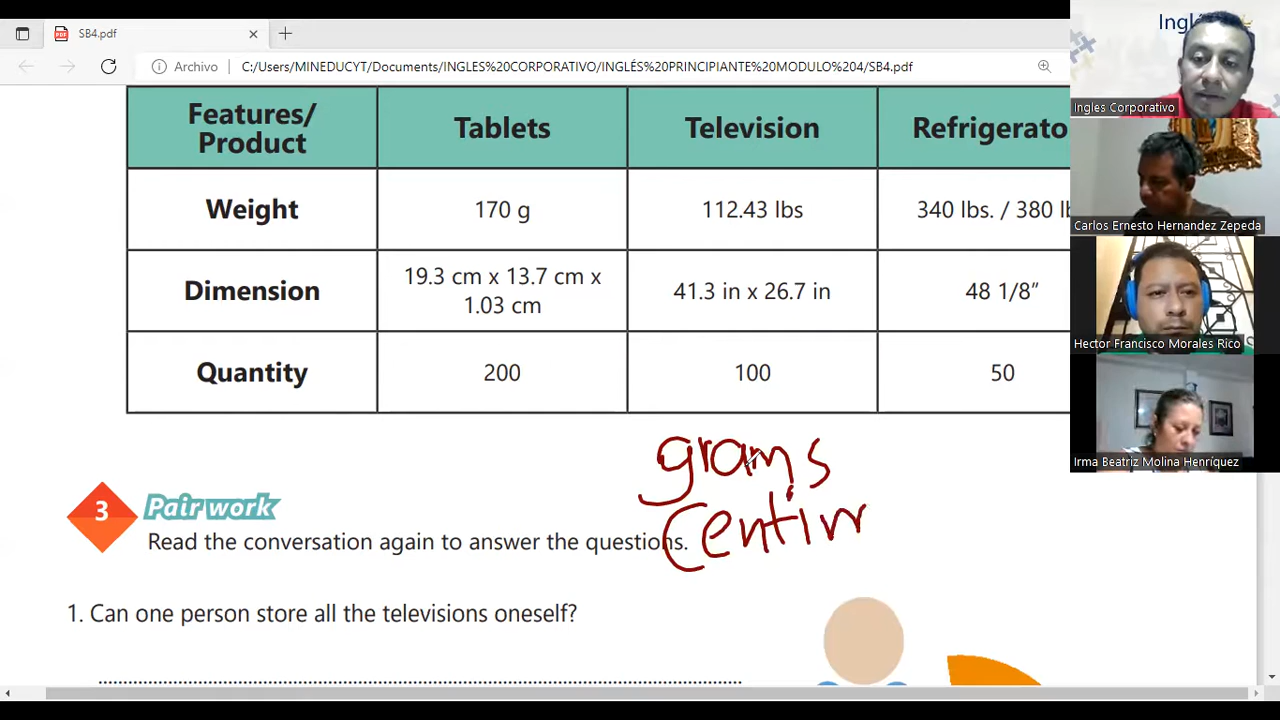 SB4.pdf
Archivo
C:/Users/MINEDUCYT/Documents/INGLES%20CORPORATIVO/INGLÉS%20PRINCIPIANTE%20MODULO%204/SB4.pdf
Features/ Product
Tablets
Television
Refrigerato
Weight
170 g
112.43 lbs
340 lbs. / 380 lb
Dimension
19.3 cm x 13.7 cm x
1.03 cm
41.3 in x 26.7 in
48 1/8"
Quantity
200
100
50
grams
centim
3
Pair work
Read the conversation again to answer the questions.
1. Can one person store all the televisions oneself?
Ingles Corporativo
Carlos Ernesto Hernandez Zepeda
Hector Francisco Morales Rico
Irma Beatriz Molina Henríquez